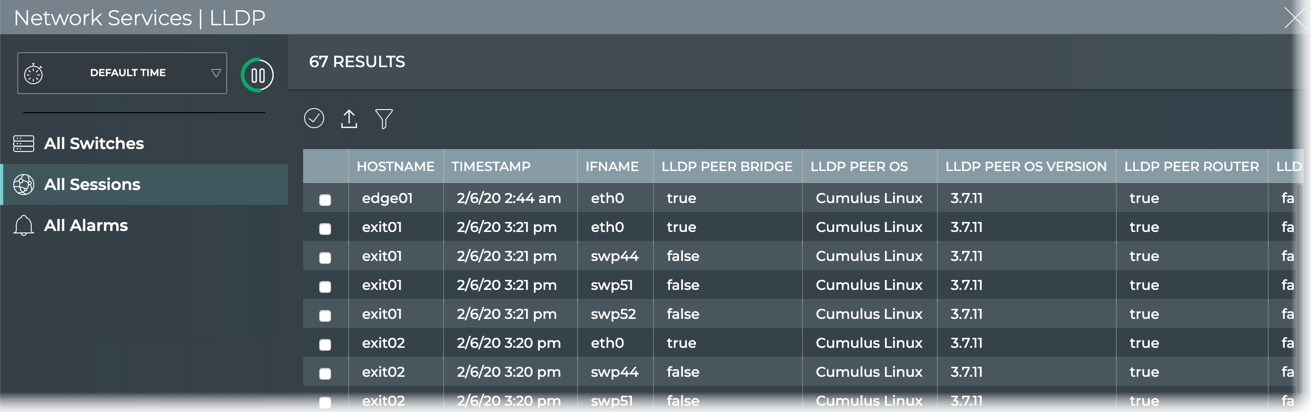 Network Services | LLDP
DEFAULT TIME
67 RESULTS
All Switches
All Sessions
All Alarms
HOSTNAME TIMESTAMP IFNAME LLDP PEER BRIDGE LLDP PEER OS LLDP PEER OS VERSION LLDP PEER ROUTER LLD
edge01 2/6/20 2:44 am eth0 true Cumulus Linux 3.7.11 true fa
exit01 2/6/20 3:21 pm eth0 true Cumulus Linux 3.7.11 true fa
exit01 2/6/20 3:21 pm swp44 false Cumulus Linux 3.7.11 true fa
exit01 2/6/20 3:21 pm swp51 false Cumulus Linux 3.7.11 true fa
exit01 2/6/20 3:21 pm swp52 false Cumulus Linux 3.7.11 true fa
exit02 2/6/20 3:20 pm eth0 true Cumulus Linux 3.7.11 true fa
exit02 2/6/20 3:20 pm swp44 false Cumulus Linux 3.7.11 true fa
exit02 2/6/20 3:20 pm swp51 false Cumulus Linux 3.7.11 true fa